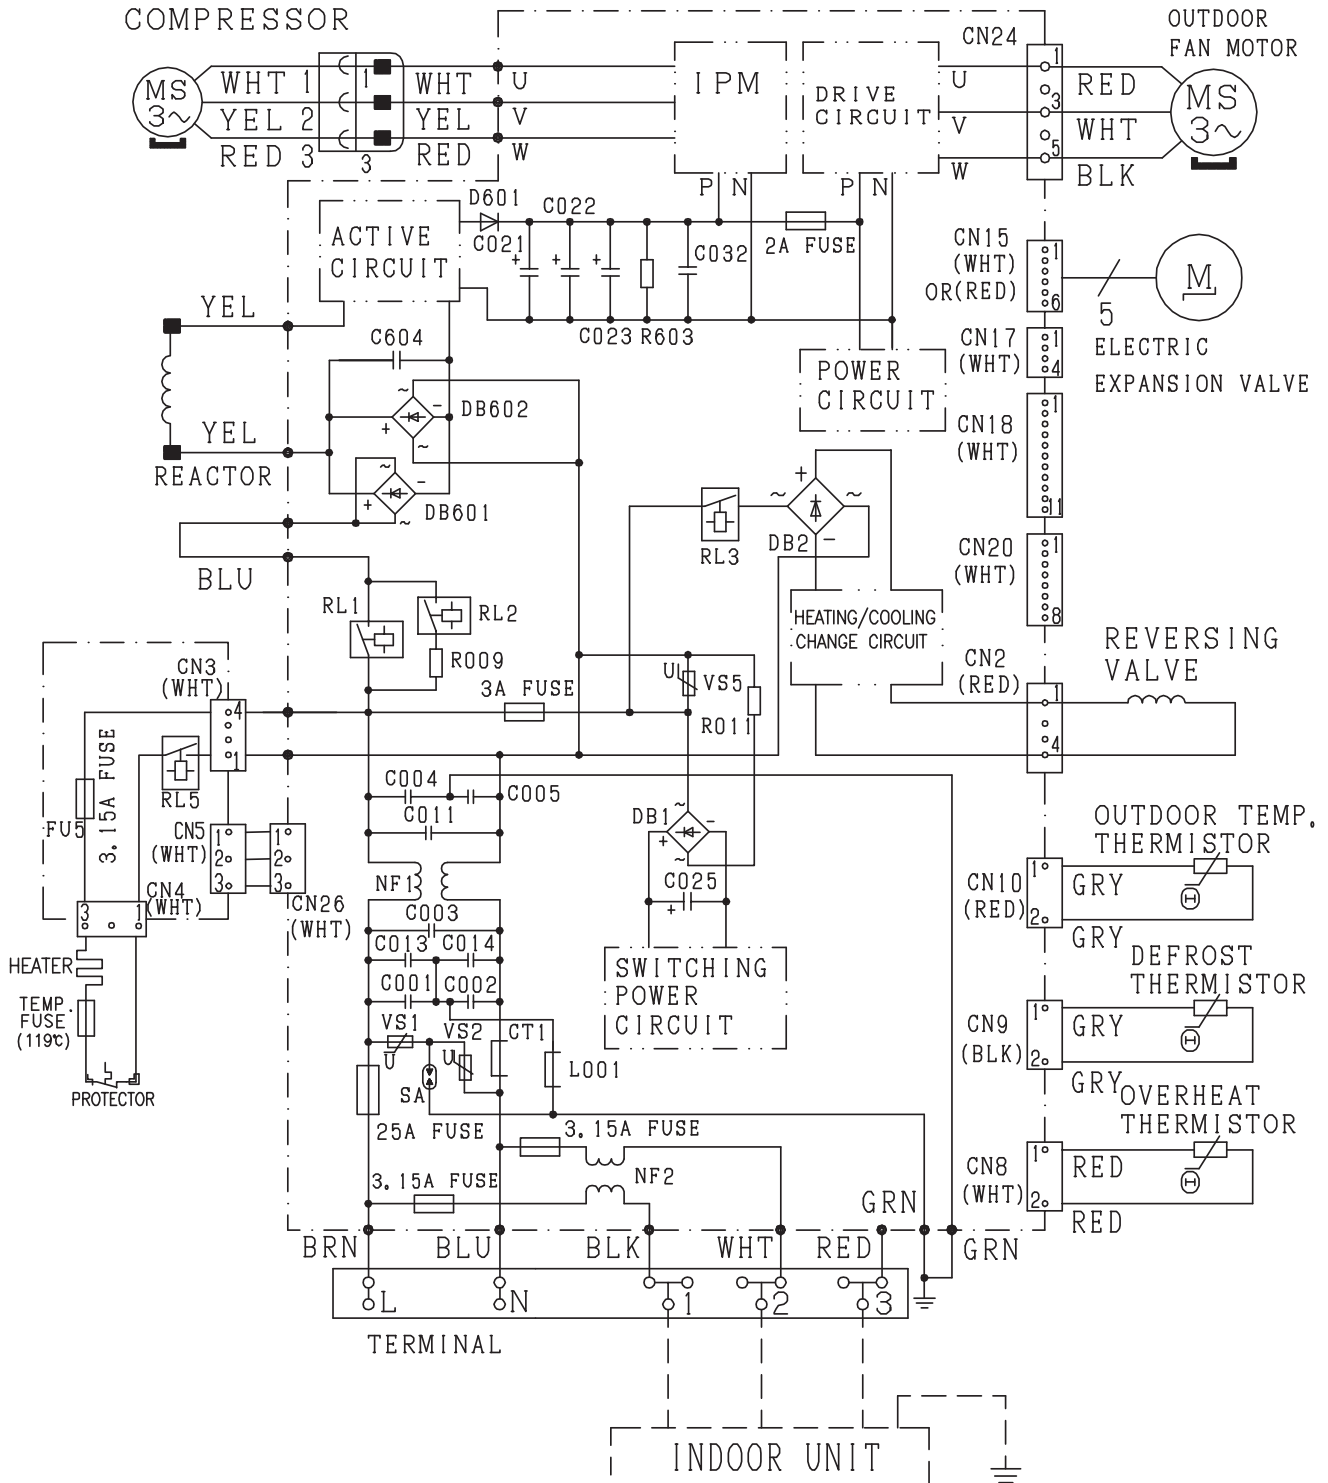 COMPRESSOR
OUTDOOR
FAN MOTOR
CN24
MS
3~
WHT 1
YEL 2
RED 3
1
3
WHT
YEL
RED
U
V
W
IPM
P N
DRIVE
CIRCUIT
P N
U
V
W
1
3
5
RED
WHT
BLK
MS
3~
ACTIVE
CIRCUIT
D601
C021
C022
C023
R603
C032
2A FUSE
+
+
+
CN15
(WHT)
OR(RED)
1
6
5
M
ELECTRIC
EXPANSION VALVE
CN17
(WHT)
1
4
POWER
CIRCUIT
CN18
(WHT)
1
11
CN20
(WHT)
1
8
YEL
YEL
REACTOR
C604
~
-
+
~
DB602
~
-
+
~
DB601
BLU
RL1
RL2
R009
3A FUSE
RL3
+
~
~
-
DB2
HEATING/COOLING
CHANGE CIRCUIT
CN2
(RED)
1
4
REVERSING
VALVE
U
VS5
R011
CN3
(WHT)
4
1
3.15A FUSE
FU5
RL5
CN5
(WHT)
1
2
3
1
2
3
CN26
(WHT)
CN4
(WHT)
3
1
HEATER
TEMP.
FUSE
(119℃)
PROTECTOR
C004
C005
C011
NF1
C003
C013
C014
C001
C002
VS1
U
VS2
U
SA
CT1
L001
25A FUSE
3.15A FUSE
3.15A FUSE
NF2
DB1
~
-
+
~
C025
+
SWITCHING
POWER
CIRCUIT
OUTDOOR TEMP.
THERMISTOR
CN10
(RED)
1
2
GRY
GRY
DEFROST
THERMISTOR
CN9
(BLK)
1
2
GRY
GRY
OVERHEAT
THERMISTOR
CN8
(WHT)
1
2
RED
RED
BRN
BLU
BLK
WHT
RED
GRN
GRN
L
N
1
2
3
TERMINAL
INDOOR UNIT